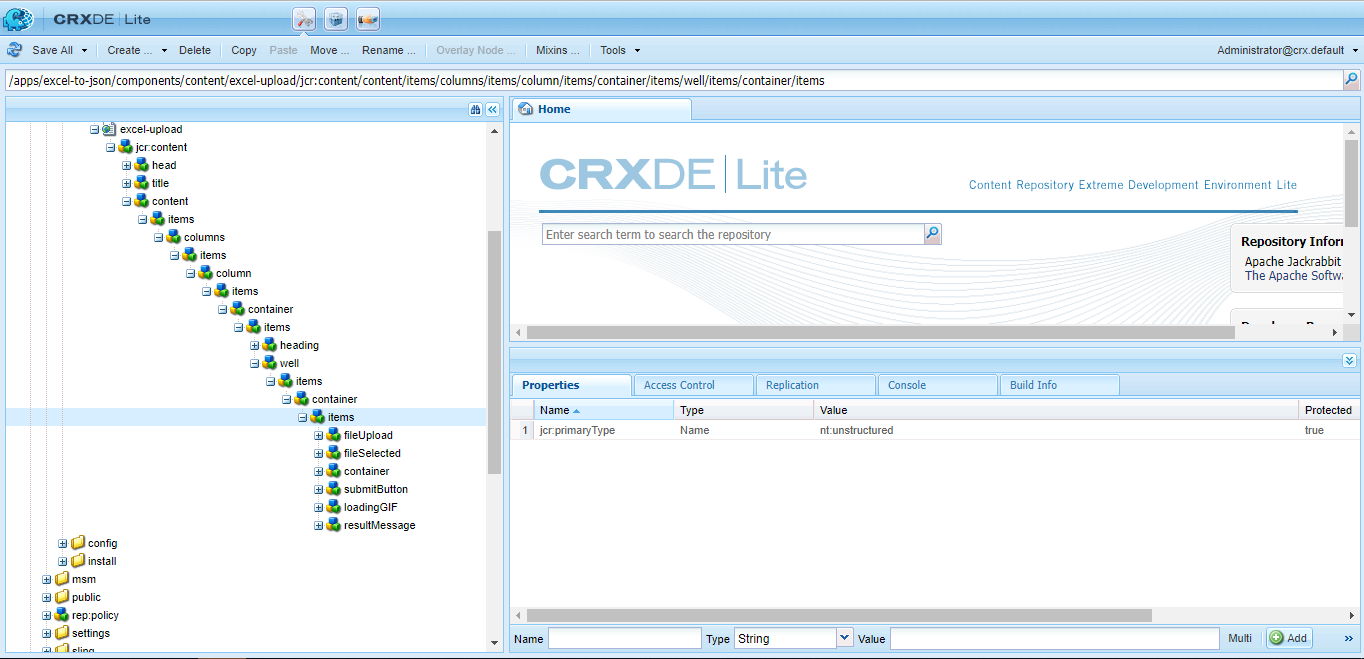 CRXDE | Lite
Save All Create ... Delete Copy Paste Move ... Rename ... Overlay Node ... Mixins ... Tools Administrator@crx.default
/apps/excel-to-json/components/content/excel-upload/jcr:content/content/items/columns/items/column/items/container/items/well/items/container/items
excel-upload
jcr:content
head
title
content
items
columns
items
column
items
container
items
heading
well
items
container
items
fileUpload
fileSelected
container
submitButton
loadingGIF
resultMessage
config
install
msm
public
rep:policy
settings
sling
Home
CRXDE | Lite
Content Repository Extreme Development Environment Lite
Enter search term to search the repository
Repository Infor
Apache Jackrabbit
The Apache Softwa
Properties Access Control Replication Console Build Info
Name Type Value Protected
1 jcr:primaryType Name nt:unstructured true
Name Type String Value Multi Add »